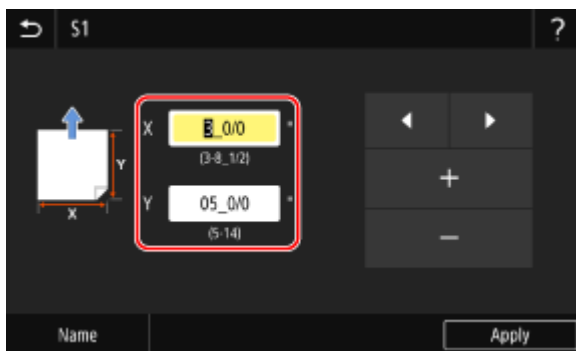 S1 ?
X 3_0/0 "
(3-8_1/2)
Y 05_0/0 "
(5-14)
Y
X
+
−
Name Apply